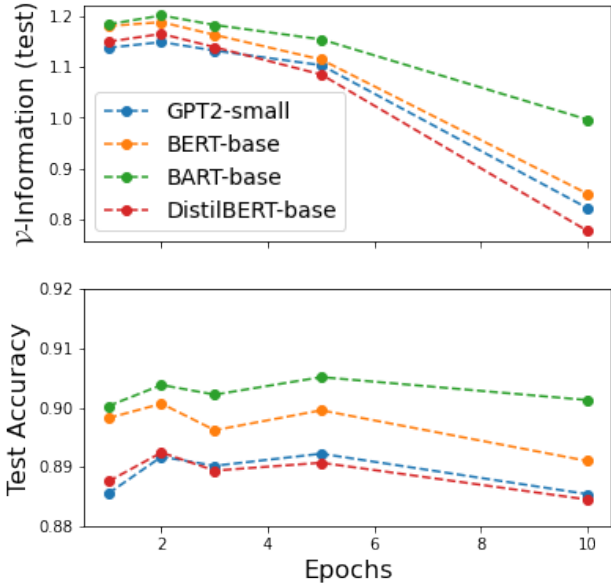 𝒱-Information (test)
1.2
1.1
1.0
0.9
0.8
GPT2-small
BERT-base
BART-base
DistilBERT-base
Test Accuracy
0.92
0.91
0.90
0.89
0.88
2
4
6
8
10
Epochs